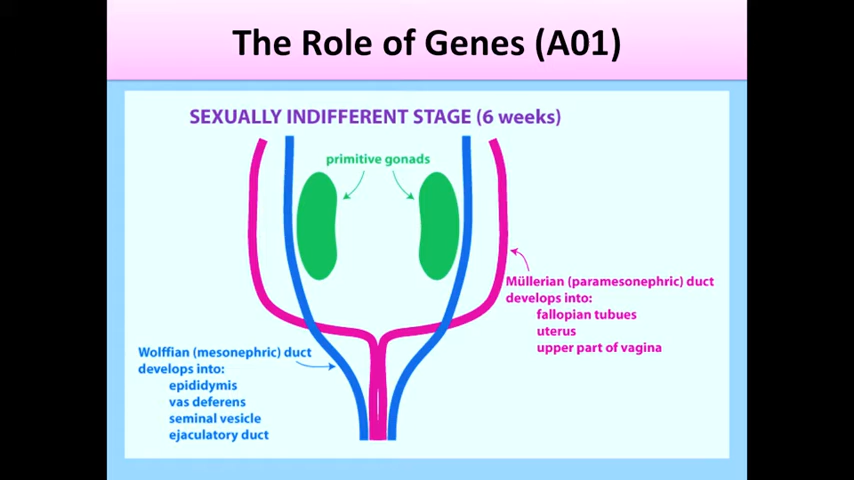 The Role of Genes (A01)
SEXUALLY INDIFFERENT STAGE (6 weeks)
primitive gonads
Müllerian (paramesonephric) duct
develops into:
fallopian tubues
uterus
upper part of vagina
Wolffian (mesonephric) duct
develops into:
epididymis
vas deferens
seminal vesicle
ejaculatory duct